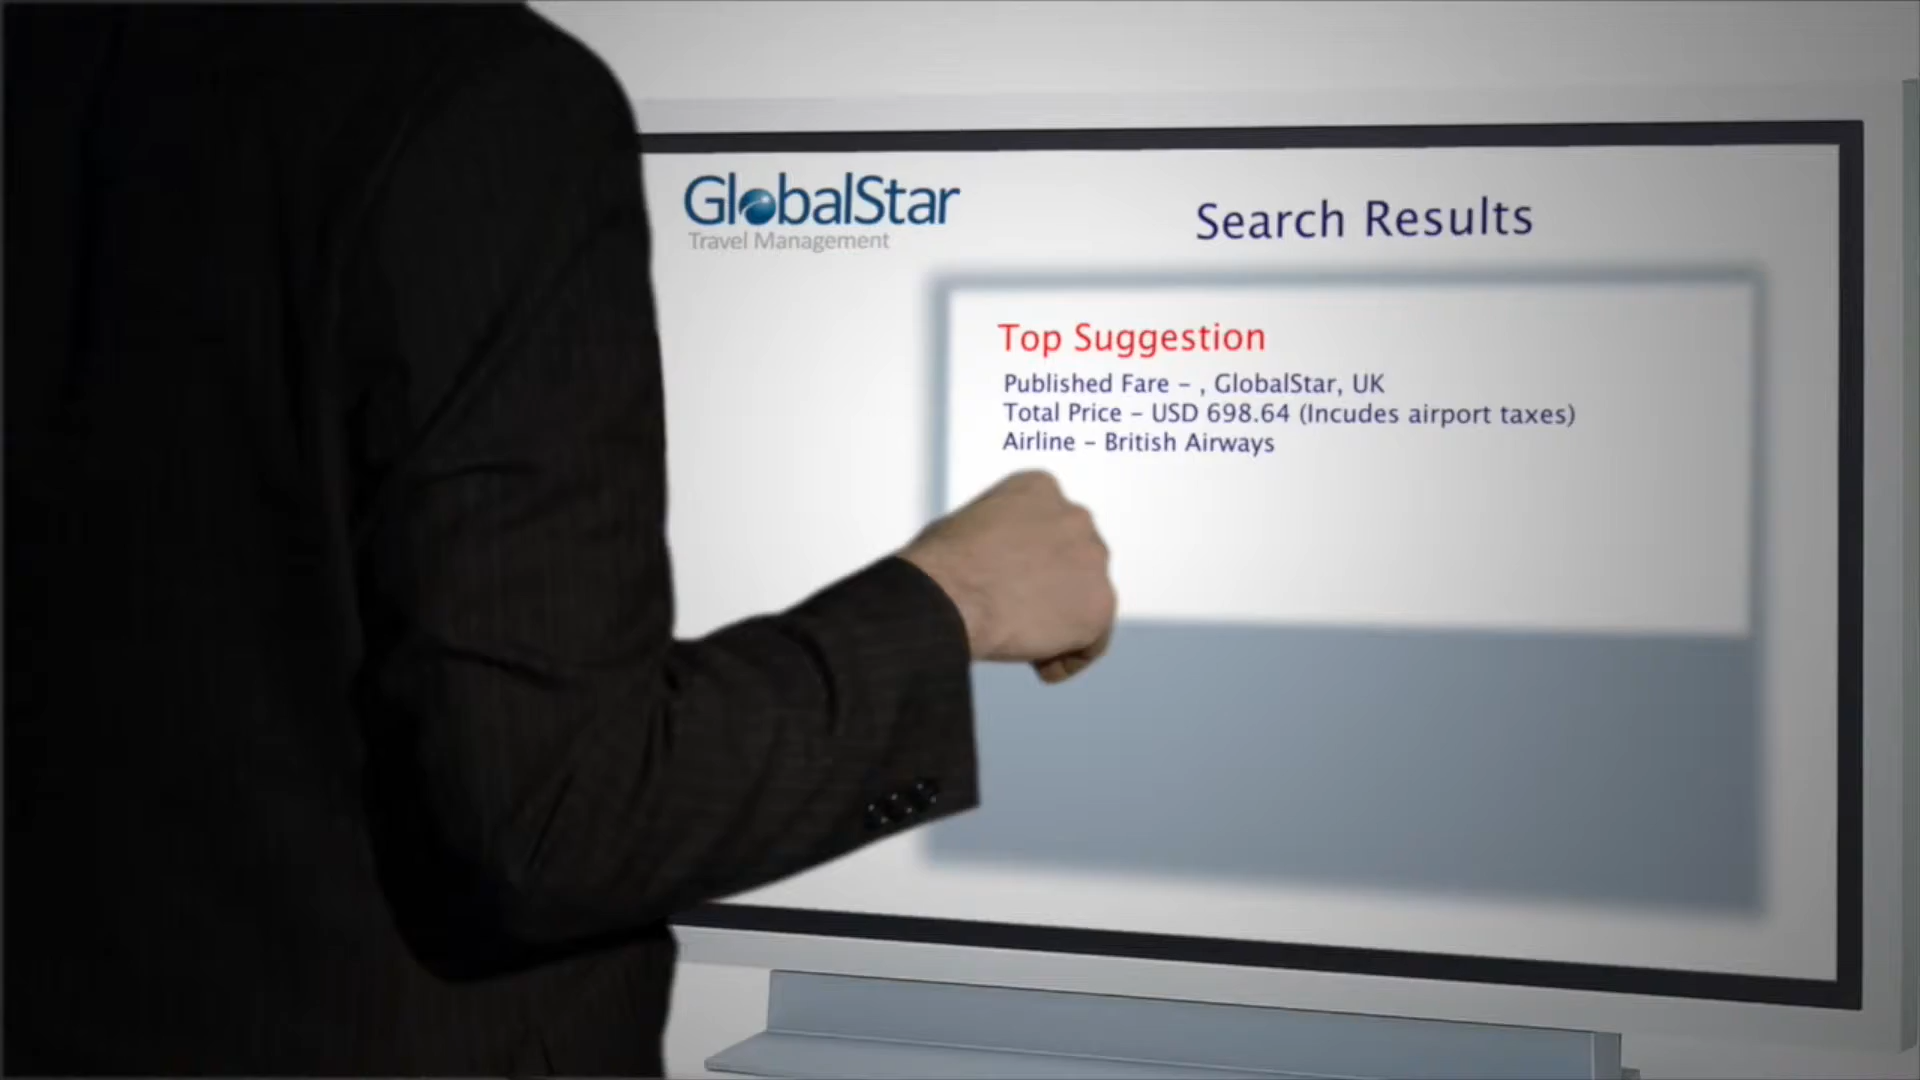 GlobalStar
Travel Management
Search Results
Top Suggestion
Published Fare – , GlobalStar, UK
Total Price – USD 698.64 (Incudes airport taxes)
Airline – British Airways